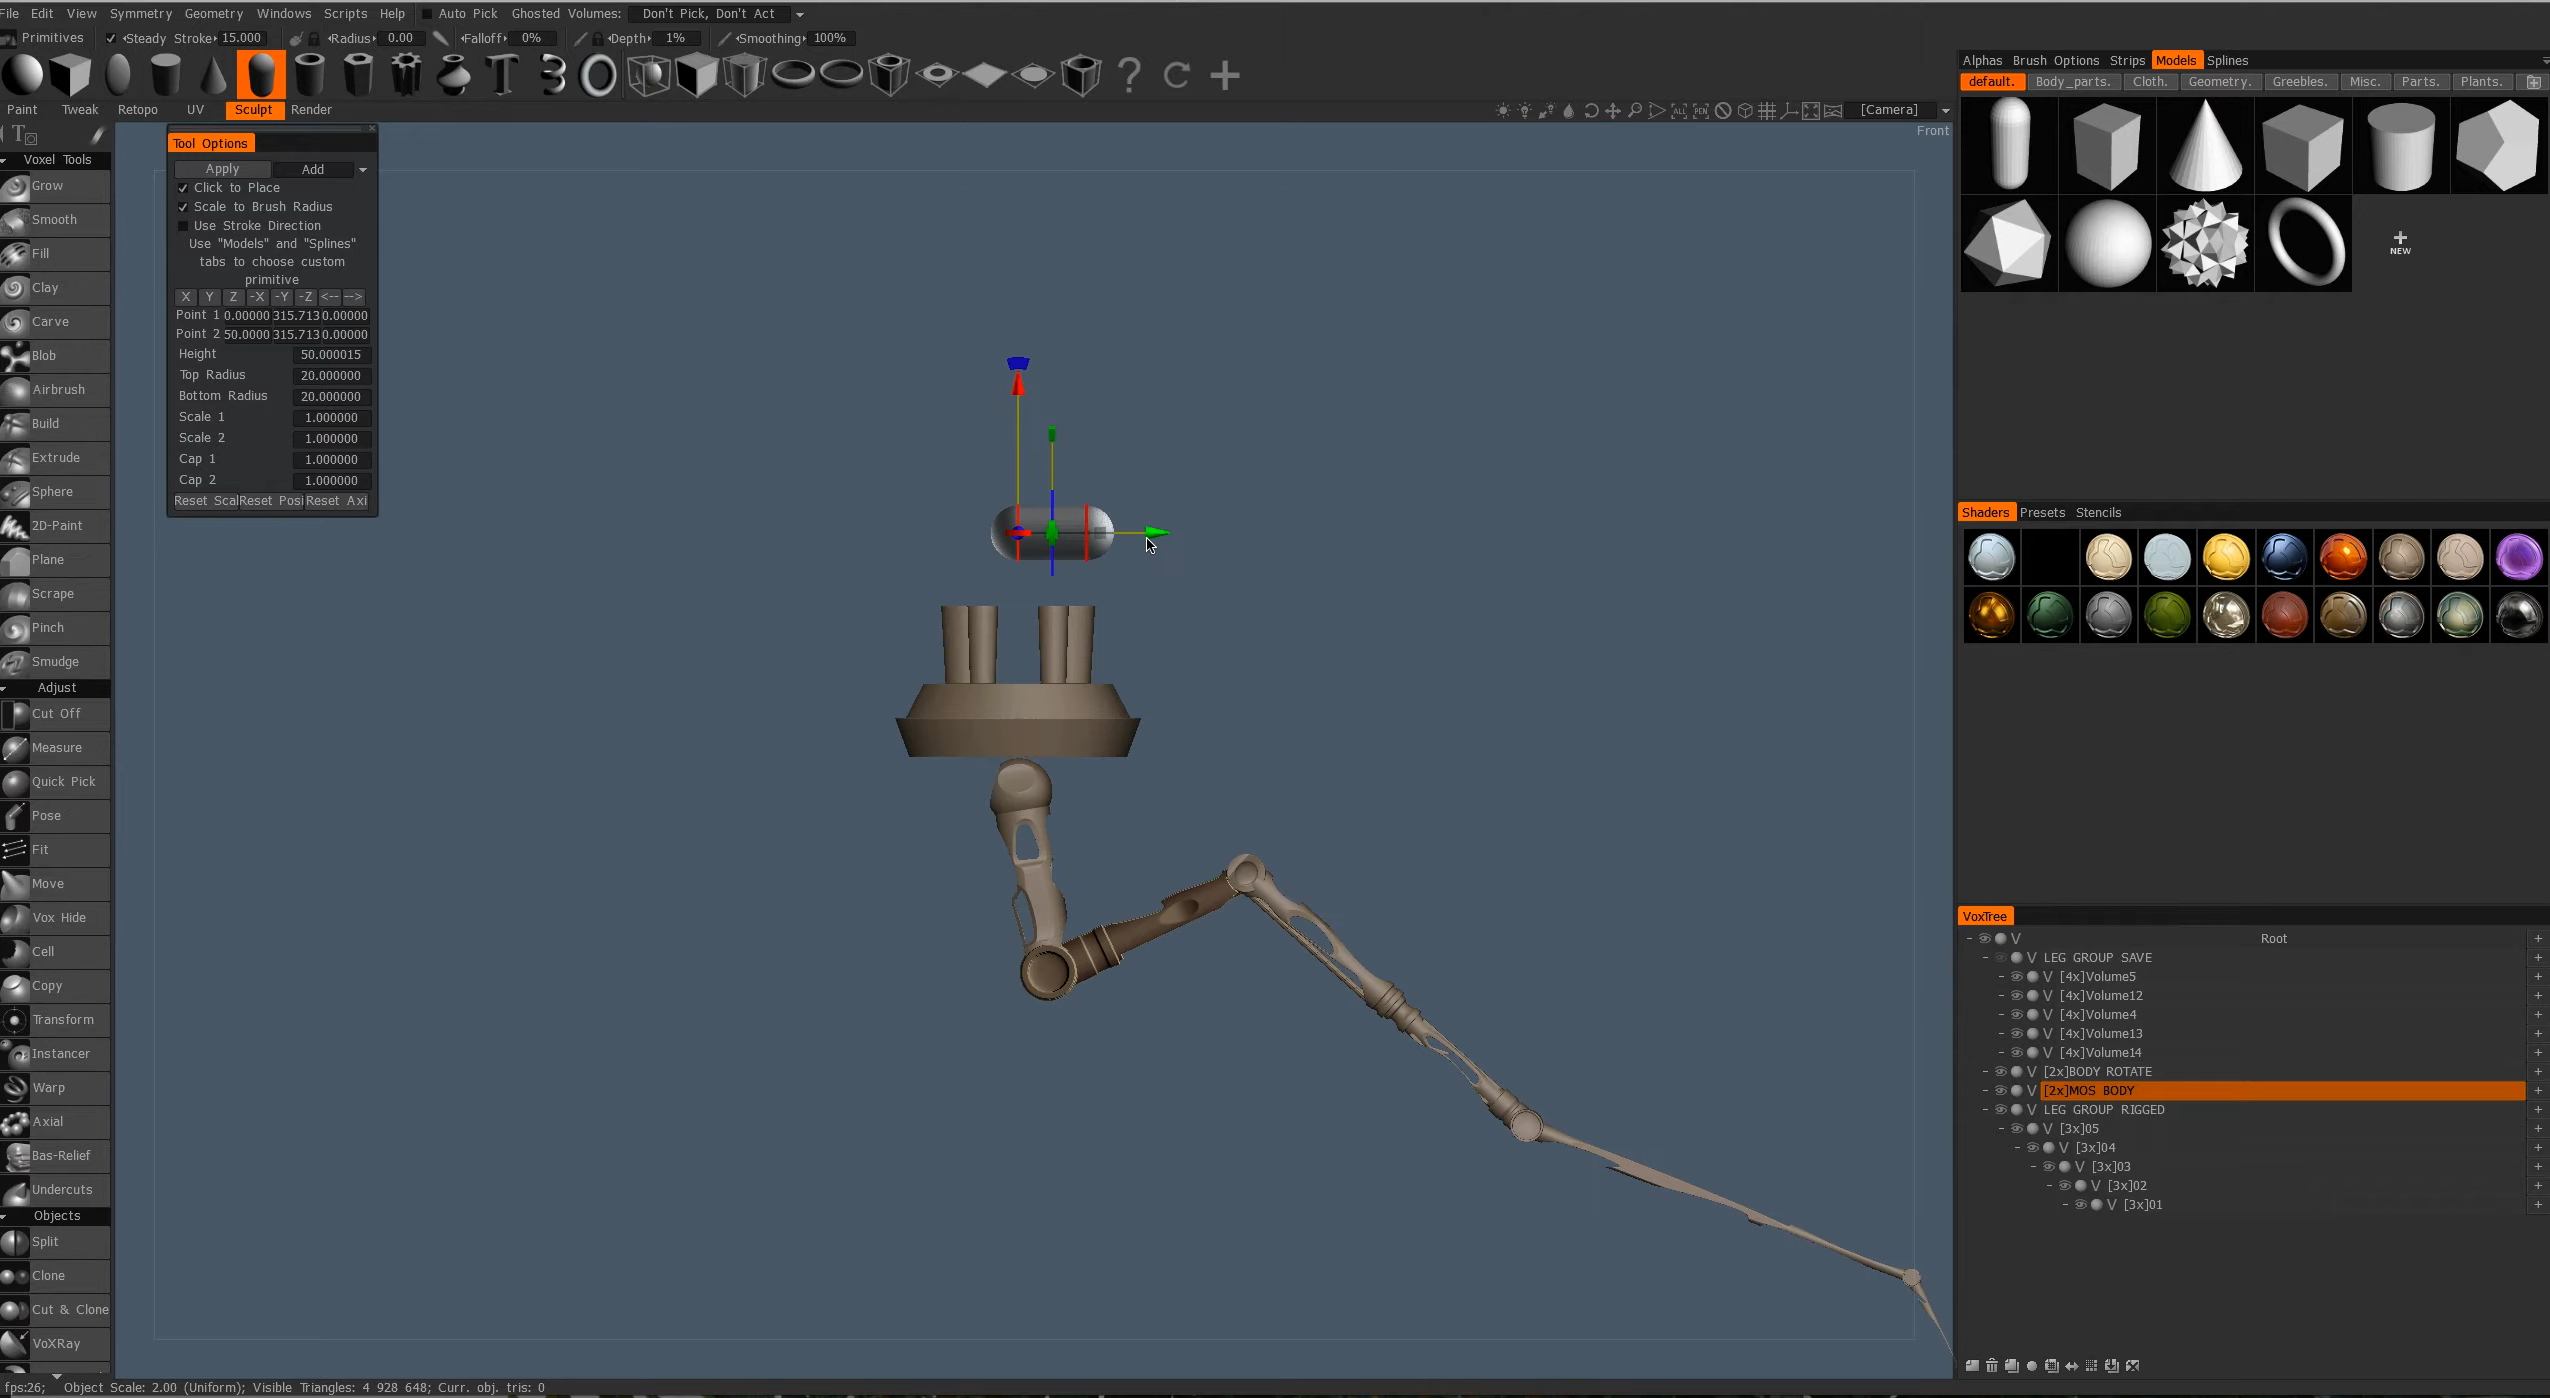 File Edit View Symmetry Geometry Windows Scripts Help Auto Pick Ghosted Volumes: Don't Pick, Don't Act
Primitives Steady Stroke 15.000 Radius 0.00 Falloff 0% Depth 1% Smoothing 100%
Paint Tweak Retopo UV Sculpt Render [Camera]
Front
Voxel Tools
Grow
Smooth
Fill
Clay
Carve
Blob
Airbrush
Build
Extrude
Sphere
2D-Paint
Plane
Scrape
Pinch
Smudge
Adjust
Cut Off
Measure
Quick Pick
Pose
Fit
Move
Vox Hide
Cell
Copy
Transform
Instancer
Warp
Axial
Bas-Relief
Undercuts
Objects
Split
Clone
Cut & Clone
VoXRay
Tool Options
Apply Add
Click to Place
Scale to Brush Radius
Use Stroke Direction
Use "Models" and "Splines"
tabs to choose custom
primitive
X Y Z -X -Y -Z <-- -->
Point 1 0.00000 315.713 0.00000
Point 2 50.0000 315.713 0.00000
Height 50.000015
Top Radius 20.000000
Bottom Radius 20.000000
Scale 1 1.000000
Scale 2 1.000000
Cap 1 1.000000
Cap 2 1.000000
Reset Scal Reset Posi Reset Axi
Alphas Brush Options Strips Models Splines
default. Body_parts. Cloth. Geometry. Greebles. Misc. Parts. Plants.
NEW
Shaders Presets Stencils
VoxTree
V Root
V LEG GROUP SAVE
V [4x]Volume5
V [4x]Volume12
V [4x]Volume4
V [4x]Volume13
V [4x]Volume14
V [2x]BODY ROTATE
V [2x]MOS BODY
V LEG GROUP RIGGED
V [3x]05
V [3x]04
V [3x]03
V [3x]02
V [3x]01
fps:26; Object Scale: 2.00 (Uniform); Visible Triangles: 4 928 648; Curr. obj. tris: 0